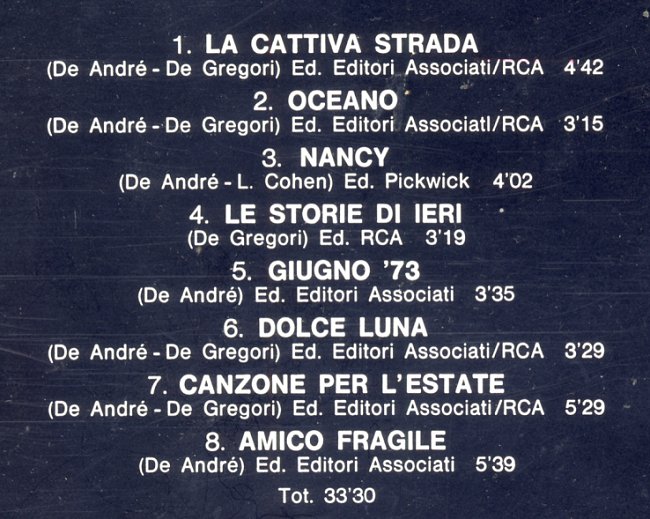 1. LA CATTIVA STRADA
(De André - De Gregori) Ed. Editori Associati/RCA 4'42
2. OCEANO
(De André - De Gregori) Ed. Editori Associatl/RCA 3'15
3. NANCY
(De André - L. Cohen) Ed. Pickwick 4'02
4. LE STORIE DI IERI
(De Gregori) Ed. RCA 3'19
5. GIUGNO '73
(De André) Ed. Editori Associati 3'35
6. DOLCE LUNA
(De André - De Gregori) Ed. Editori Associati/RCA 3'29
7. CANZONE PER L'ESTATE
(De André - De Gregori) Ed. Editori Associati/RCA 5'29
8. AMICO FRAGILE
(De André) Ed. Editori Associati 5'39
Tot. 33'30